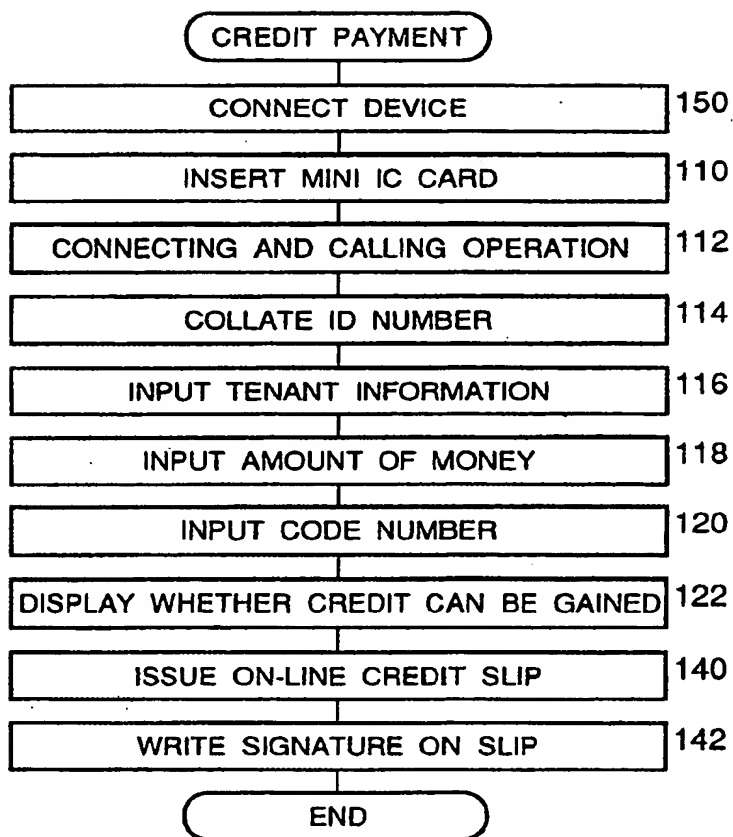 CREDIT PAYMENT
CONNECT DEVICE 150
INSERT MINI IC CARD 110
CONNECTING AND CALLING OPERATION 112
COLLATE ID NUMBER 114
INPUT TENANT INFORMATION 116
INPUT AMOUNT OF MONEY 118
INPUT CODE NUMBER 120
DISPLAY WHETHER CREDIT CAN BE GAINED 122
ISSUE ON-LINE CREDIT SLIP 140
WRITE SIGNATURE ON SLIP 142
END